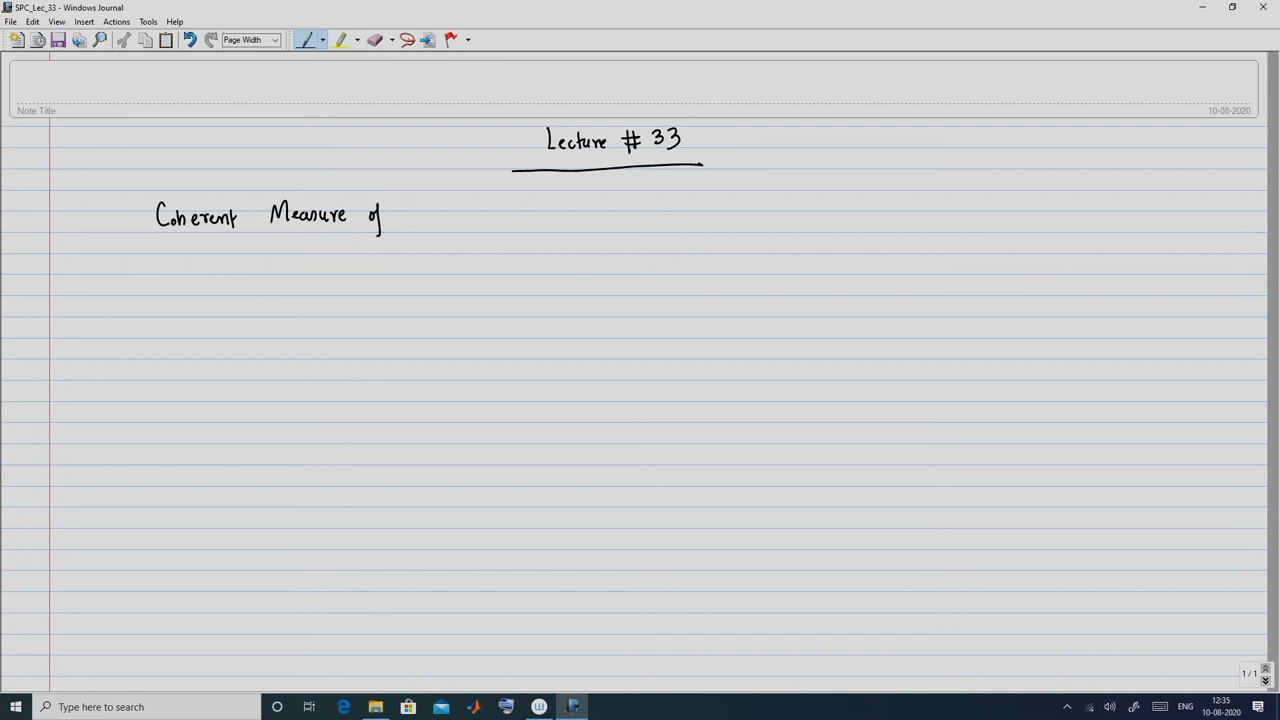 SPC_Lec_33 - Windows Journal
File Edit View Insert Actions Tools Help
Page Width
Note Title
10-08-2020
Lecture # 33
Coherent Measure of
1/1
Type here to search
ENG
12:35
10-08-2020